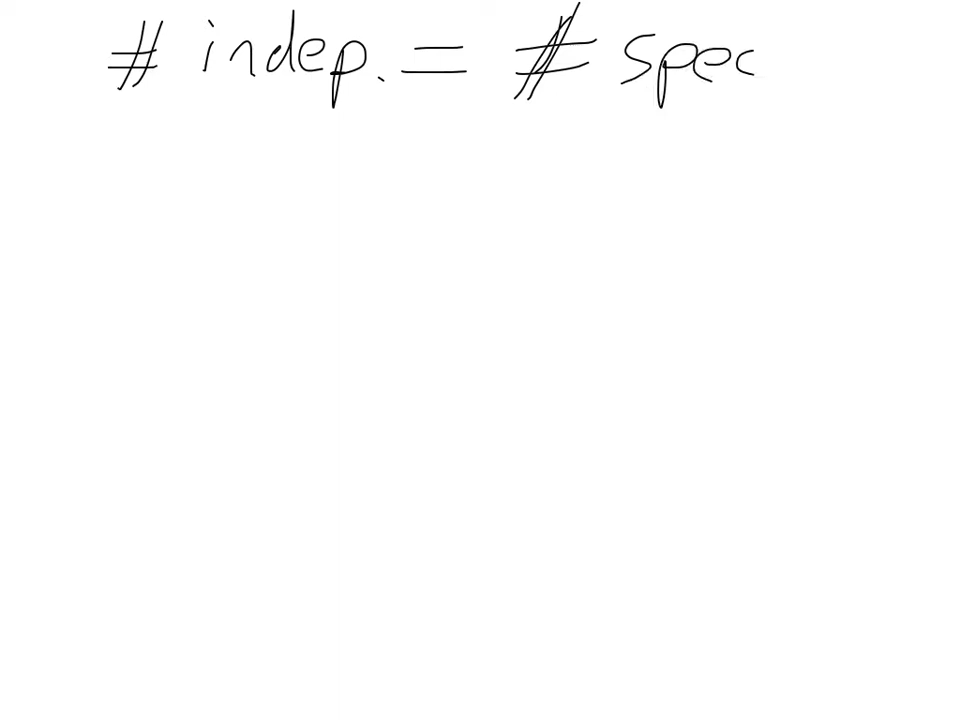 # indep. = # spec